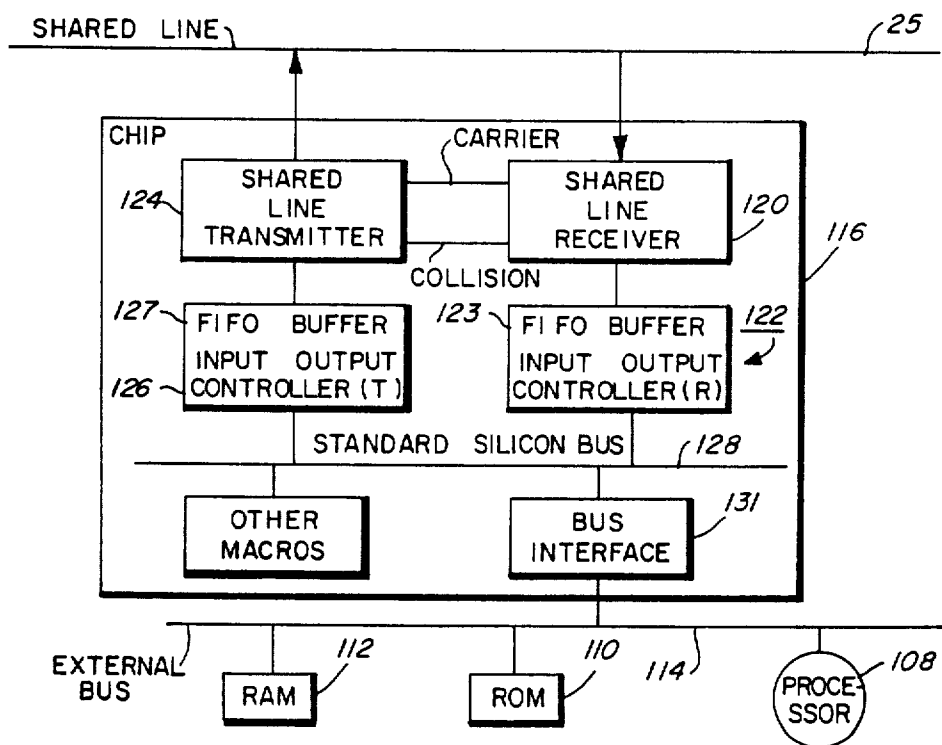 SHARED LINE
25
CHIP
CARRIER
124
SHARED
LINE
TRANSMITTER
SHARED
LINE
RECEIVER
120
116
COLLISION
127
FIFO BUFFER
INPUT OUTPUT
CONTROLLER (T)
126
123
FIFO BUFFER
INPUT OUTPUT
CONTROLLER (R)
122
STANDARD SILICON BUS
128
OTHER
MACROS
BUS
INTERFACE
131
EXTERNAL
BUS
112
RAM
110
ROM
114
108
PROCE-
SSOR